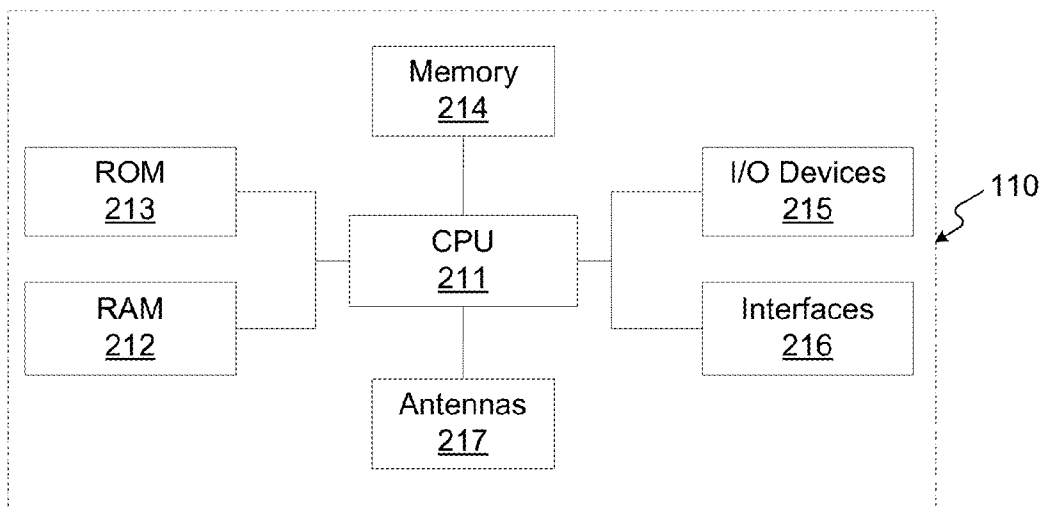 Memory
214
ROM
213
I/O Devices
215
110
CPU
211
RAM
212
Interfaces
216
Antennas
217